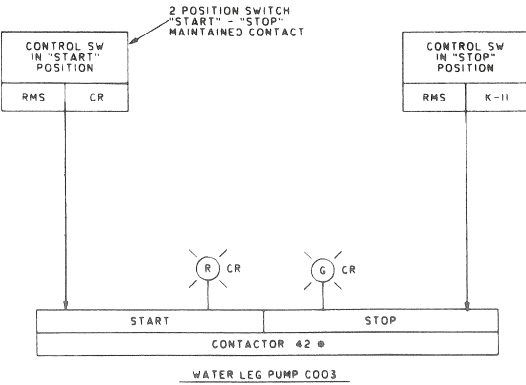 2 POSITION SWITCH
"START" - "STOP"
MAINTAINED CONTACT
CONTROL SW
IN "START"
POSITION
RMS CR
CONTROL SW
IN "STOP"
POSITION
RMS K-11
R CR
G CR
START STOP
CONTACTOR 42
WATER LEG PUMP C003